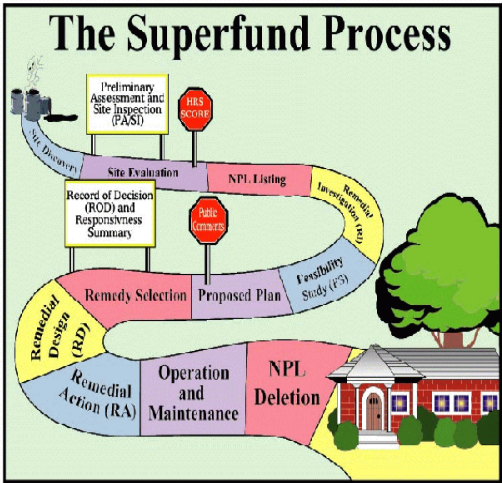 The Superfund Process
Preliminary
Assessment and
Site Inspection
(PA/SI)
HRS
SCORE
Site Discovery
Site Evaluation
NPL Listing
Remedial
Investigation (RI)
Record of Decision
(ROD) and
Responsivness
Summary
Public
Comments
Feasibility
Study (FS)
Proposed Plan
Remedy Selection
Remedial
Design
(RD)
Remedial
Action (RA)
Operation
and
Maintenance
NPL
Deletion